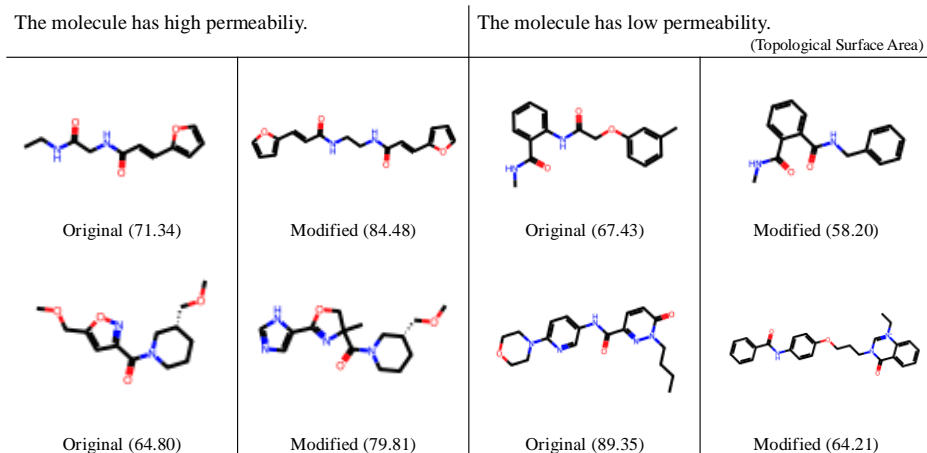 The molecule has high permeabiliy.
The molecule has low permeability.
(Topological Surface Area)
Original (71.34)
Modified (84.48)
Original (67.43)
Modified (58.20)
Original (64.80)
Modified (79.81)
Original (89.35)
Modified (64.21)